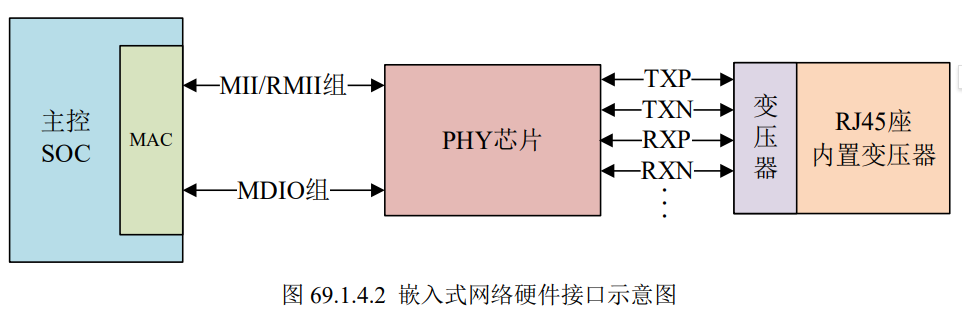 主控
SOC
MAC
MII/RMII组
MDIO组
PHY芯片
TXP
TXN
RXP
RXN
变
压
器
RJ45座
内置变压器
图 69.1.4.2 嵌入式网络硬件接口示意图